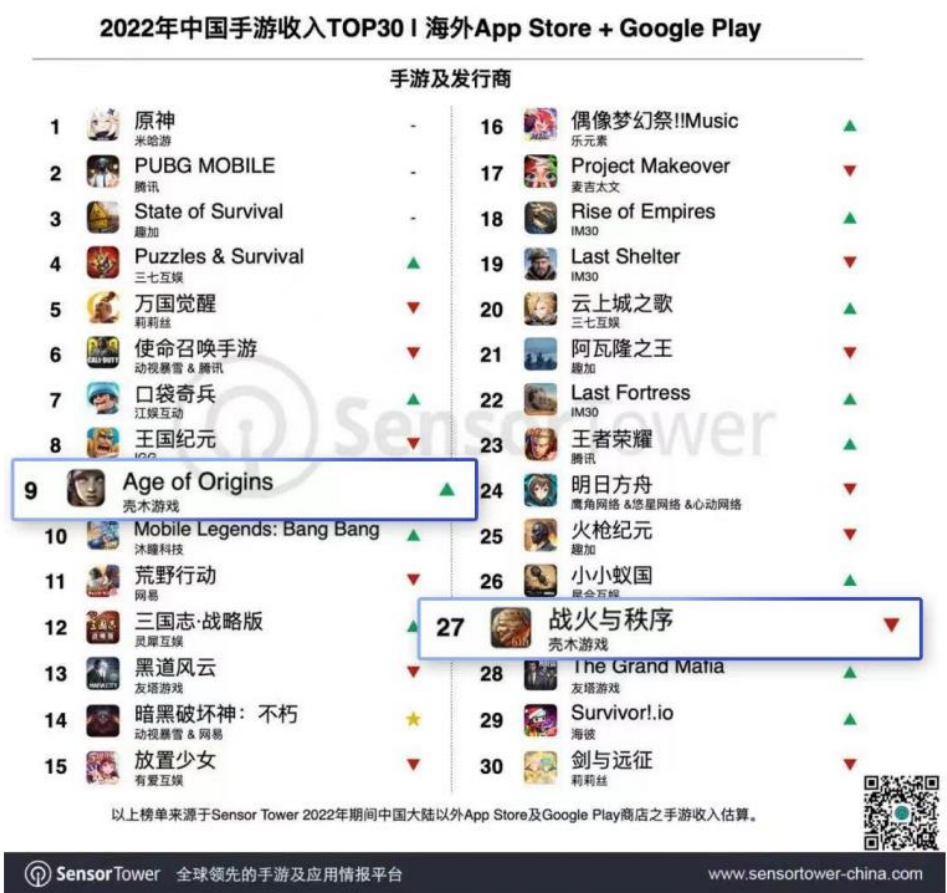 2022年中国手游收入TOP30 | 海外App Store + Google Play
手游及发行商
1 原神 -
米哈游
2 PUBG MOBILE -
腾讯
3 State of Survival -
趣加
4 Puzzles & Survival ▲
三七互娱
5 万国觉醒 ▼
莉莉丝
6 使命召唤手游 ▼
动视暴雪 & 腾讯
7 口袋奇兵 ▲
江娱互动
8 王国纪元 ▼
IGG
9 Age of Origins ▲
壳木游戏
10 Mobile Legends: Bang Bang ▲
沐瞳科技
11 荒野行动 ▼
网易
12 三国志·战略版 ▲
灵犀互娱
13 黑道风云 ▼
友塔游戏
14 暗黑破坏神：不朽 ★
动视暴雪 & 网易
15 放置少女 ▼
有爱互娱
16 偶像梦幻祭!!Music ▲
乐元素
17 Project Makeover ▼
麦吉太文
18 Rise of Empires ▲
IM30
19 Last Shelter ▼
IM30
20 云上城之歌 ▲
三七互娱
21 阿瓦隆之王 ▼
趣加
22 Last Fortress ▲
IM30
23 王者荣耀 ▲
腾讯
24 明日方舟 ▼
鹰角网络 &悠星网络 &心动网络
25 火枪纪元 ▼
趣加
26 小小蚁国 ▲
27 战火与秩序 ▼
壳木游戏
28 The Grand Mafia ▲
友塔游戏
29 Survivor!.io ▲
海彼
30 剑与远征 ▼
莉莉丝
SensorTower
以上榜单来源于Sensor Tower 2022年期间中国大陆以外App Store及Google Play商店之手游收入估算。
SensorTower 全球领先的手游及应用情报平台
www.sensortower-china.com